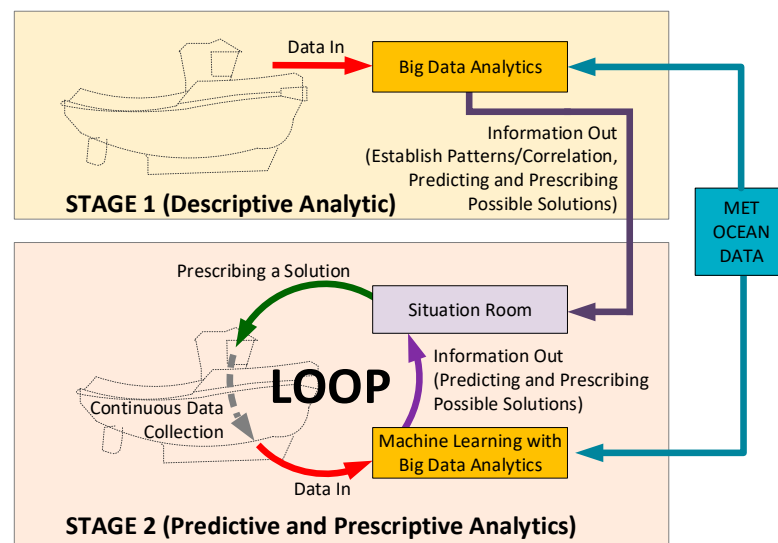 Data In
Big Data Analytics
Information Out
(Establish Patterns/Correlation,
Predicting and Prescribing
Possible Solutions)
STAGE 1 (Descriptive Analytic)
MET
OCEAN
DATA
Prescribing a Solution
Situation Room
Information Out
(Predicting and Prescribing
Possible Solutions)
LOOP
Continuous Data
Collection
Machine Learning with
Big Data Analytics
Data In
STAGE 2 (Predictive and Prescriptive Analytics)